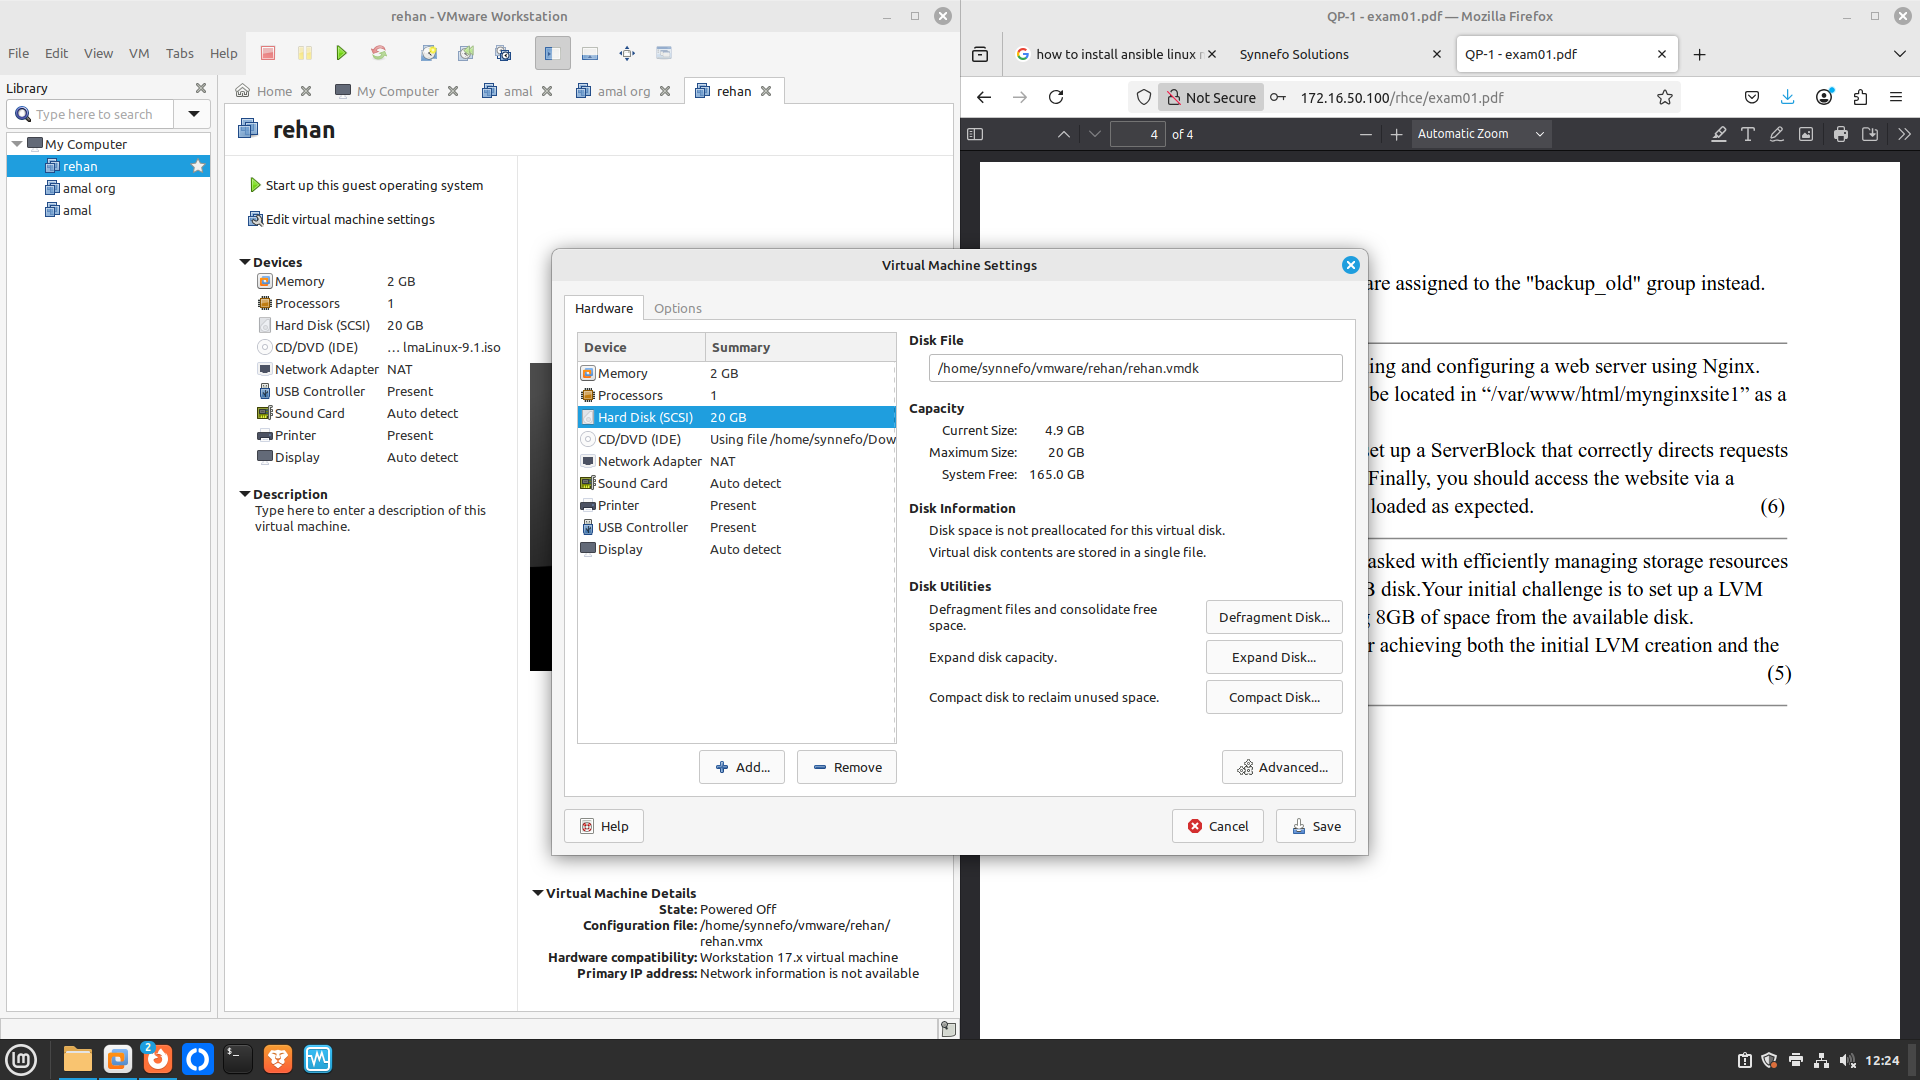 rehan - VMware Workstation
File Edit View VM Tabs Help
Library
Type here to search
My Computer
rehan
amal org
amal
Home
My Computer
amal
amal org
rehan
rehan
Start up this guest operating system
Edit virtual machine settings
Devices
Memory 2 GB
Processors 1
Hard Disk (SCSI) 20 GB
CD/DVD (IDE) ... lmaLinux-9.1.iso
Network Adapter NAT
USB Controller Present
Sound Card Auto detect
Printer Present
Display Auto detect
Description
Type here to enter a description of this
virtual machine.
Virtual Machine Details
State: Powered Off
Configuration file: /home/synnefo/vmware/rehan/
rehan.vmx
Hardware compatibility: Workstation 17.x virtual machine
Primary IP address: Network information is not available
Virtual Machine Settings
Hardware Options
Device Summary
Memory 2 GB
Processors 1
Hard Disk (SCSI) 20 GB
CD/DVD (IDE) Using file /home/synnefo/Dow
Network Adapter NAT
Sound Card Auto detect
Printer Present
USB Controller Present
Display Auto detect
Add... Remove
Disk File
/home/synnefo/vmware/rehan/rehan.vmdk
Capacity
Current Size: 4.9 GB
Maximum Size: 20 GB
System Free: 165.0 GB
Disk Information
Disk space is not preallocated for this virtual disk.
Virtual disk contents are stored in a single file.
Disk Utilities
Defragment files and consolidate free
space.
Defragment Disk...
Expand disk capacity.
Expand Disk...
Compact disk to reclaim unused space.
Compact Disk...
Advanced...
Help Cancel Save
QP-1 - exam01.pdf — Mozilla Firefox
how to install ansible linux
Synnefo Solutions
QP-1 - exam01.pdf
Not Secure
172.16.50.100/rhce/exam01.pdf
4 of 4
Automatic Zoom
are assigned to the "backup_old" group instead.
ing and configuring a web server using Nginx.
be located in “/var/www/html/mynginxsite1” as a
et up a ServerBlock that correctly directs requests
Finally, you should access the website via a
loaded as expected. (6)
asked with efficiently managing storage resources
B disk.Your initial challenge is to set up a LVM
8GB of space from the available disk.
r achieving both the initial LVM creation and the
(5)
2
12:24